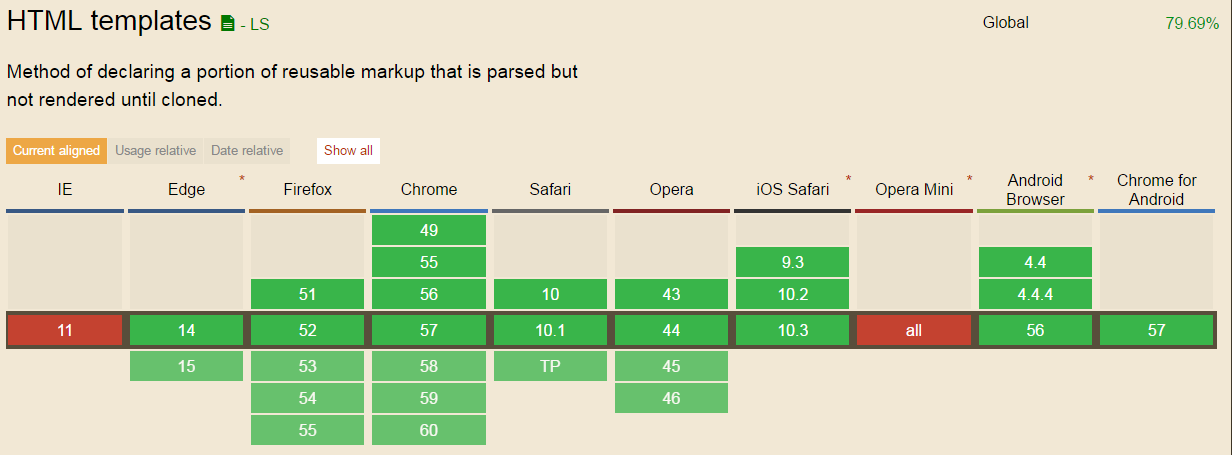 HTML templates - LS Global 79.69%
Method of declaring a portion of reusable markup that is parsed but
not rendered until cloned.
Current aligned Usage relative Date relative Show all
IE Edge * Firefox Chrome Safari Opera iOS Safari * Opera Mini * Android Browser * Chrome for Android
49
55 9.3 4.4
51 56 10 43 10.2 4.4.4
11 14 52 57 10.1 44 10.3 all 56 57
15 53 58 TP 45
54 59 46
55 60